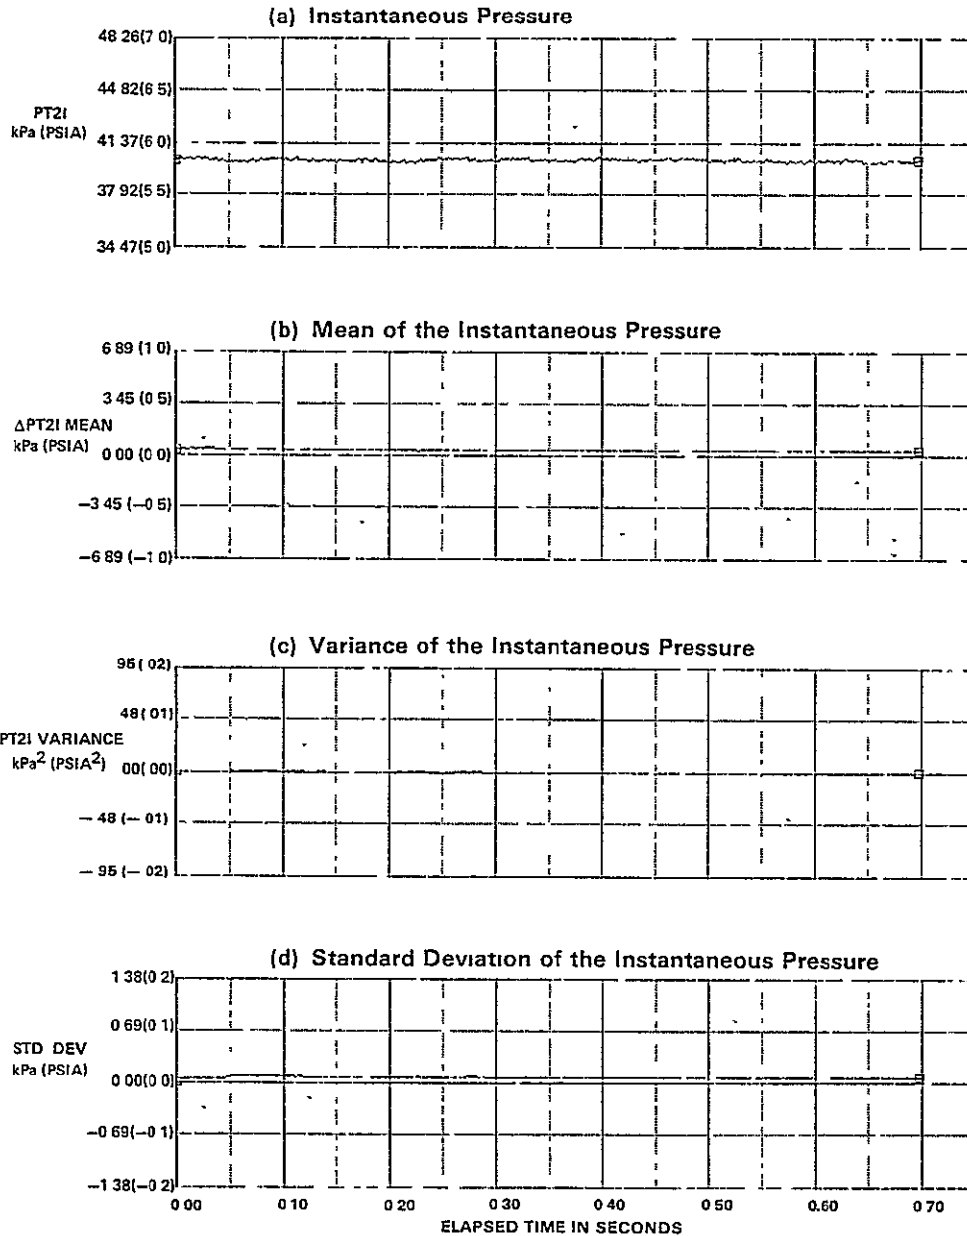 (a) Instantaneous Pressure
48 26(7 0)
44 82(6 5)
PT2I
kPa (PSIA)
41 37(6 0)
37 92(5 5)
34 47(5 0)
(b) Mean of the Instantaneous Pressure
6 89 (1 0)
3 45 (0 5)
ΔPT2I MEAN
kPa (PSIA)
0 00 (0 0)
−3 45 (−0 5)
−6 89 (−1 0)
(c) Variance of the Instantaneous Pressure
95( 02)
48( 01)
PT2I VARIANCE
kPa² (PSIA²)
00( 00)
− 48 (− 01)
− 95 (− 02)
(d) Standard Deviation of the Instantaneous Pressure
1 38(0 2)
0 69(0 1)
STD DEV
kPa (PSIA)
0 00(0 0)
−0 69(−0 1)
−1 38(−0 2)
0 00 0 10 0 20 0 30 0 40 0 50 0.60 0 70
ELAPSED TIME IN SECONDS